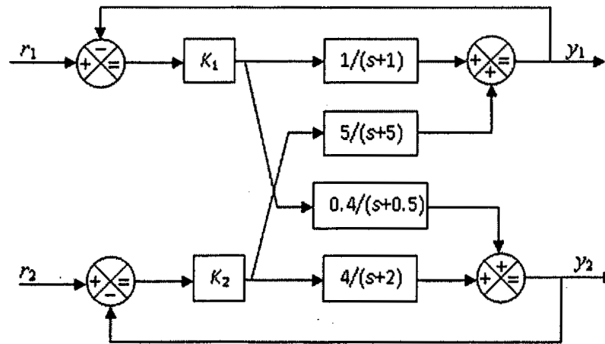 r₁
+
−
=
K₁
1/(s+1)
+
+
=
y₁
5/(s+5)
0.4/(s+0.5)
r₂
+
−
=
K₂
4/(s+2)
+
+
=
y₂